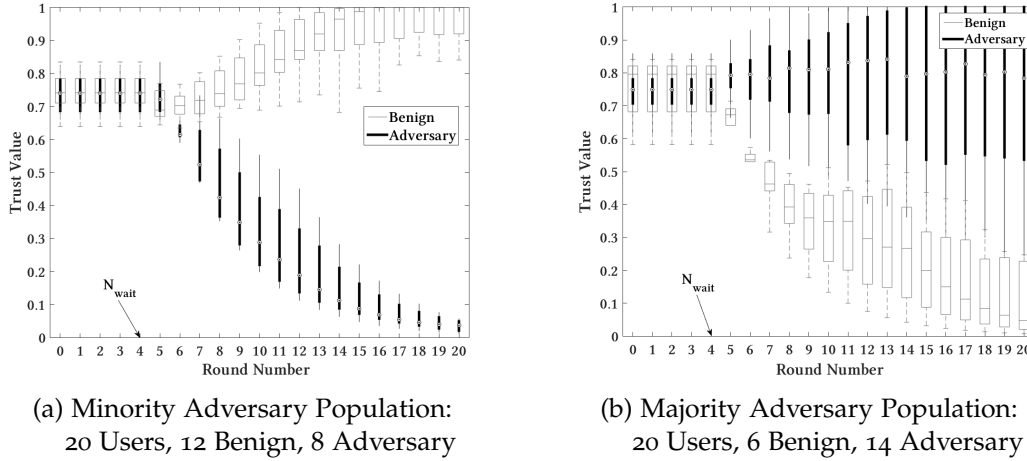 1
0.9
0.8
0.7
0.6
0.5
0.4
0.3
0.2
0.1
0
Trust Value
Benign
Adversary
N_wait
0 1 2 3 4 5 6 7 8 9 10 11 12 13 14 15 16 17 18 19 20
Round Number
(a) Minority Adversary Population:
20 Users, 12 Benign, 8 Adversary
1
0.9
0.8
0.7
0.6
0.5
0.4
0.3
0.2
0.1
0
Trust Value
Benign
Adversary
N_wait
0 1 2 3 4 5 6 7 8 9 10 11 12 13 14 15 16 17 18 19 20
Round Number
(b) Majority Adversary Population:
20 Users, 6 Benign, 14 Adversary